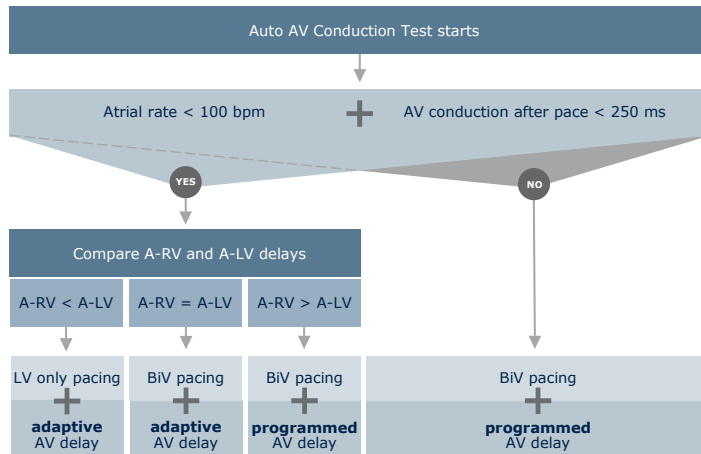 Auto AV Conduction Test starts
Atrial rate < 100 bpm + AV conduction after pace < 250 ms
YES
NO
Compare A-RV and A-LV delays
A-RV < A-LV
A-RV = A-LV
A-RV > A-LV
LV only pacing
+
adaptive
AV delay
BiV pacing
+
adaptive
AV delay
BiV pacing
+
programmed
AV delay
BiV pacing
+
programmed
AV delay